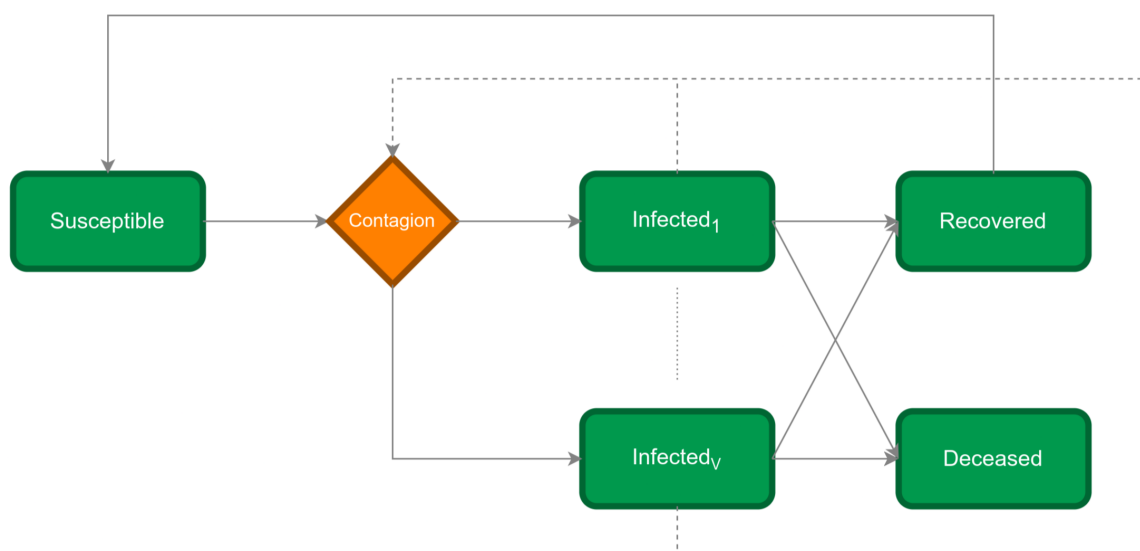 Susceptible
Contagion
Infected₁
Recovered
Infectedᵥ
Deceased